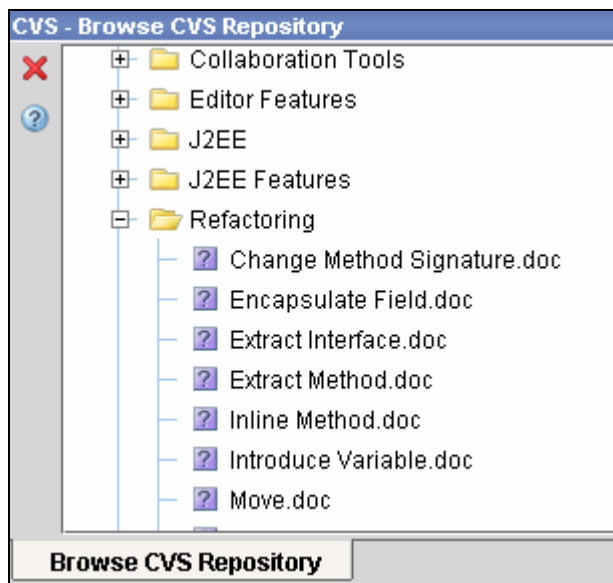 CVS - Browse CVS Repository
Collaboration Tools
Editor Features
J2EE
J2EE Features
Refactoring
Change Method Signature.doc
Encapsulate Field.doc
Extract Interface.doc
Extract Method.doc
Inline Method.doc
Introduce Variable.doc
Move.doc
Browse CVS Repository